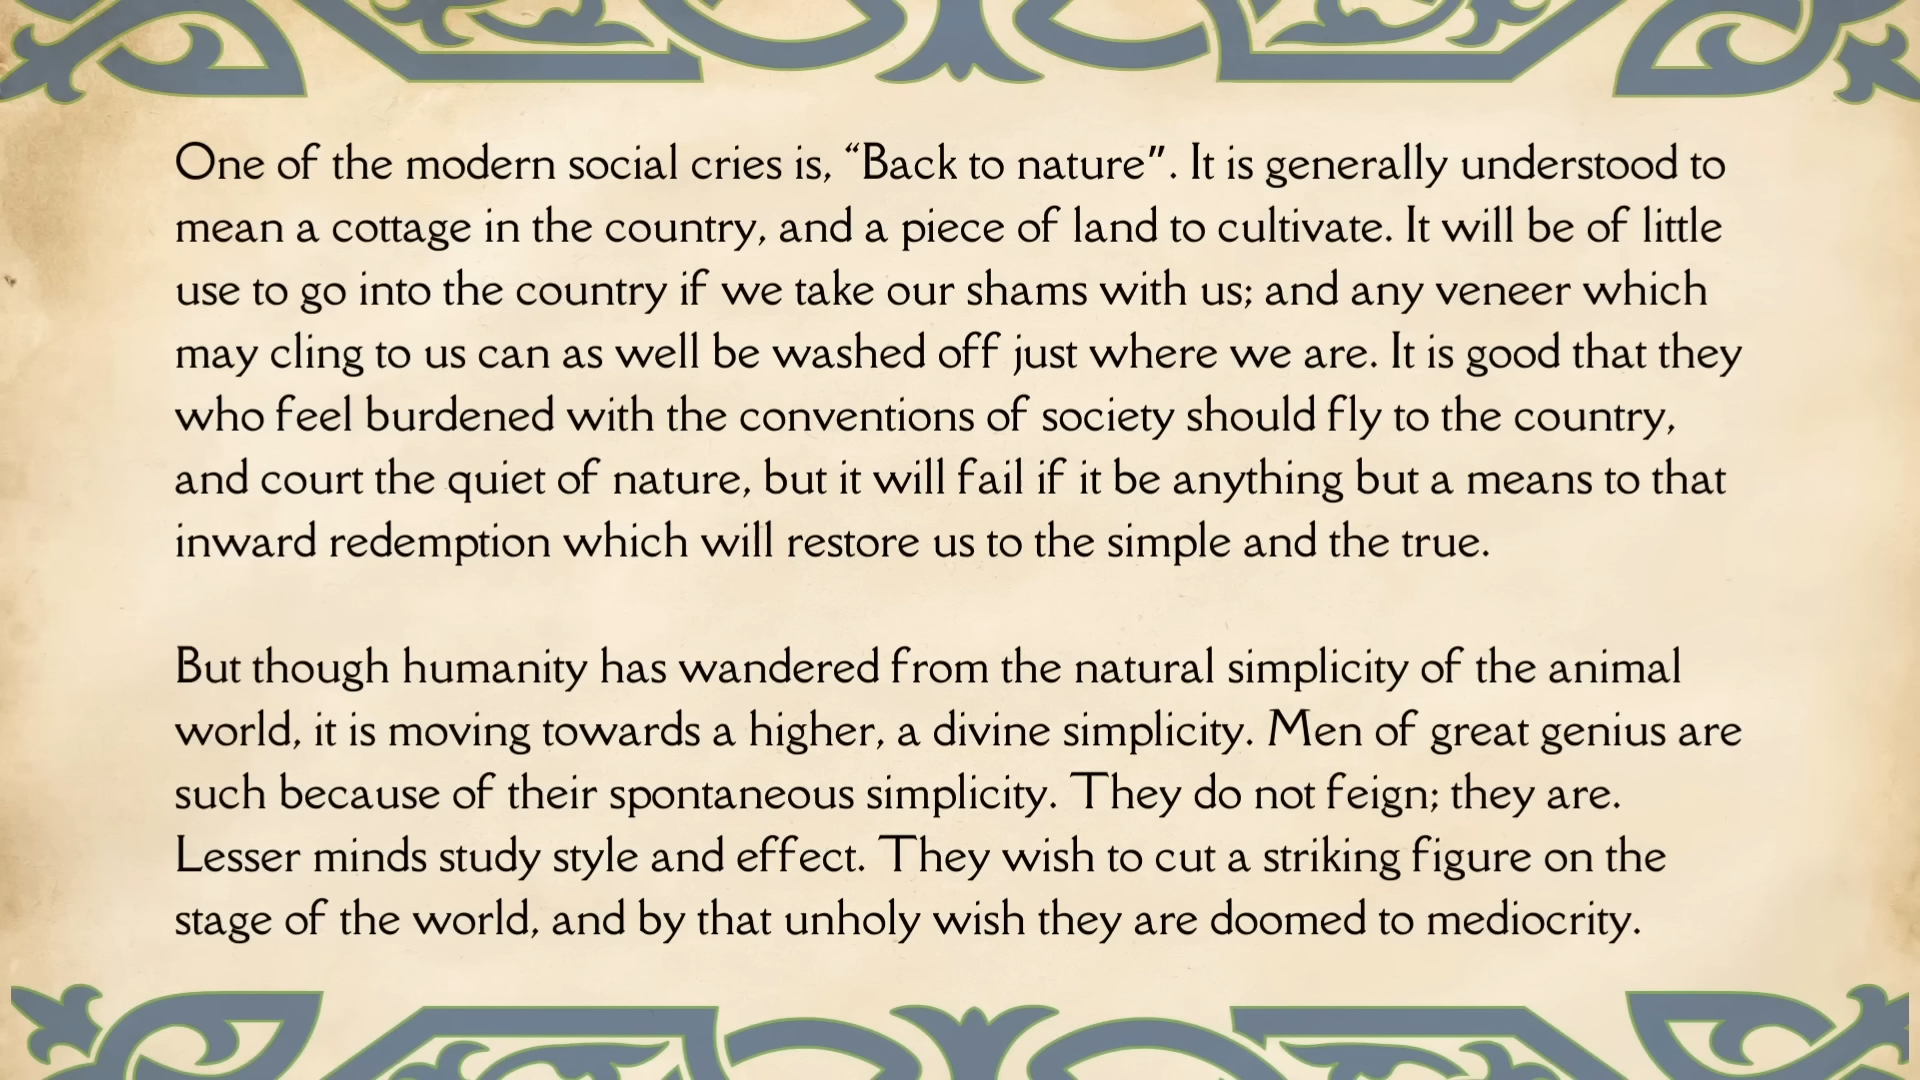 One of the modern social cries is, “Back to nature”. It is generally understood to
mean a cottage in the country, and a piece of land to cultivate. It will be of little
use to go into the country if we take our shams with us; and any veneer which
may cling to us can as well be washed off just where we are. It is good that they
who feel burdened with the conventions of society should fly to the country,
and court the quiet of nature, but it will fail if it be anything but a means to that
inward redemption which will restore us to the simple and the true.
But though humanity has wandered from the natural simplicity of the animal
world, it is moving towards a higher, a divine simplicity. Men of great genius are
such because of their spontaneous simplicity. They do not feign; they are.
Lesser minds study style and effect. They wish to cut a striking figure on the
stage of the world, and by that unholy wish they are doomed to mediocrity.